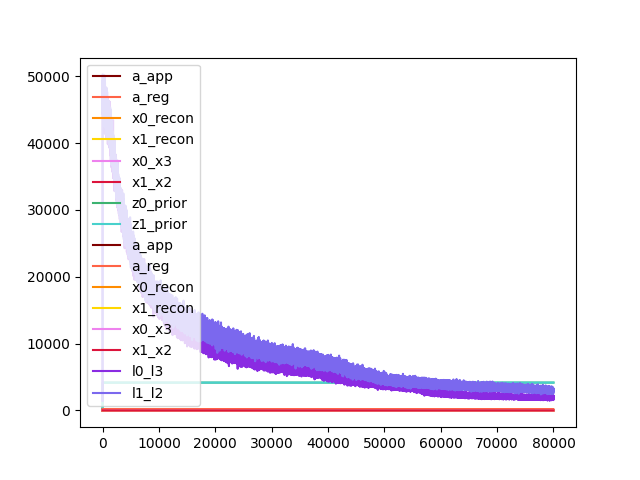 50000
40000
30000
20000
10000
0
a_app
a_reg
x0_recon
x1_recon
x0_x3
x1_x2
z0_prior
z1_prior
a_app
a_reg
x0_recon
x1_recon
x0_x3
x1_x2
l0_l3
l1_l2
0 10000 20000 30000 40000 50000 60000 70000 80000